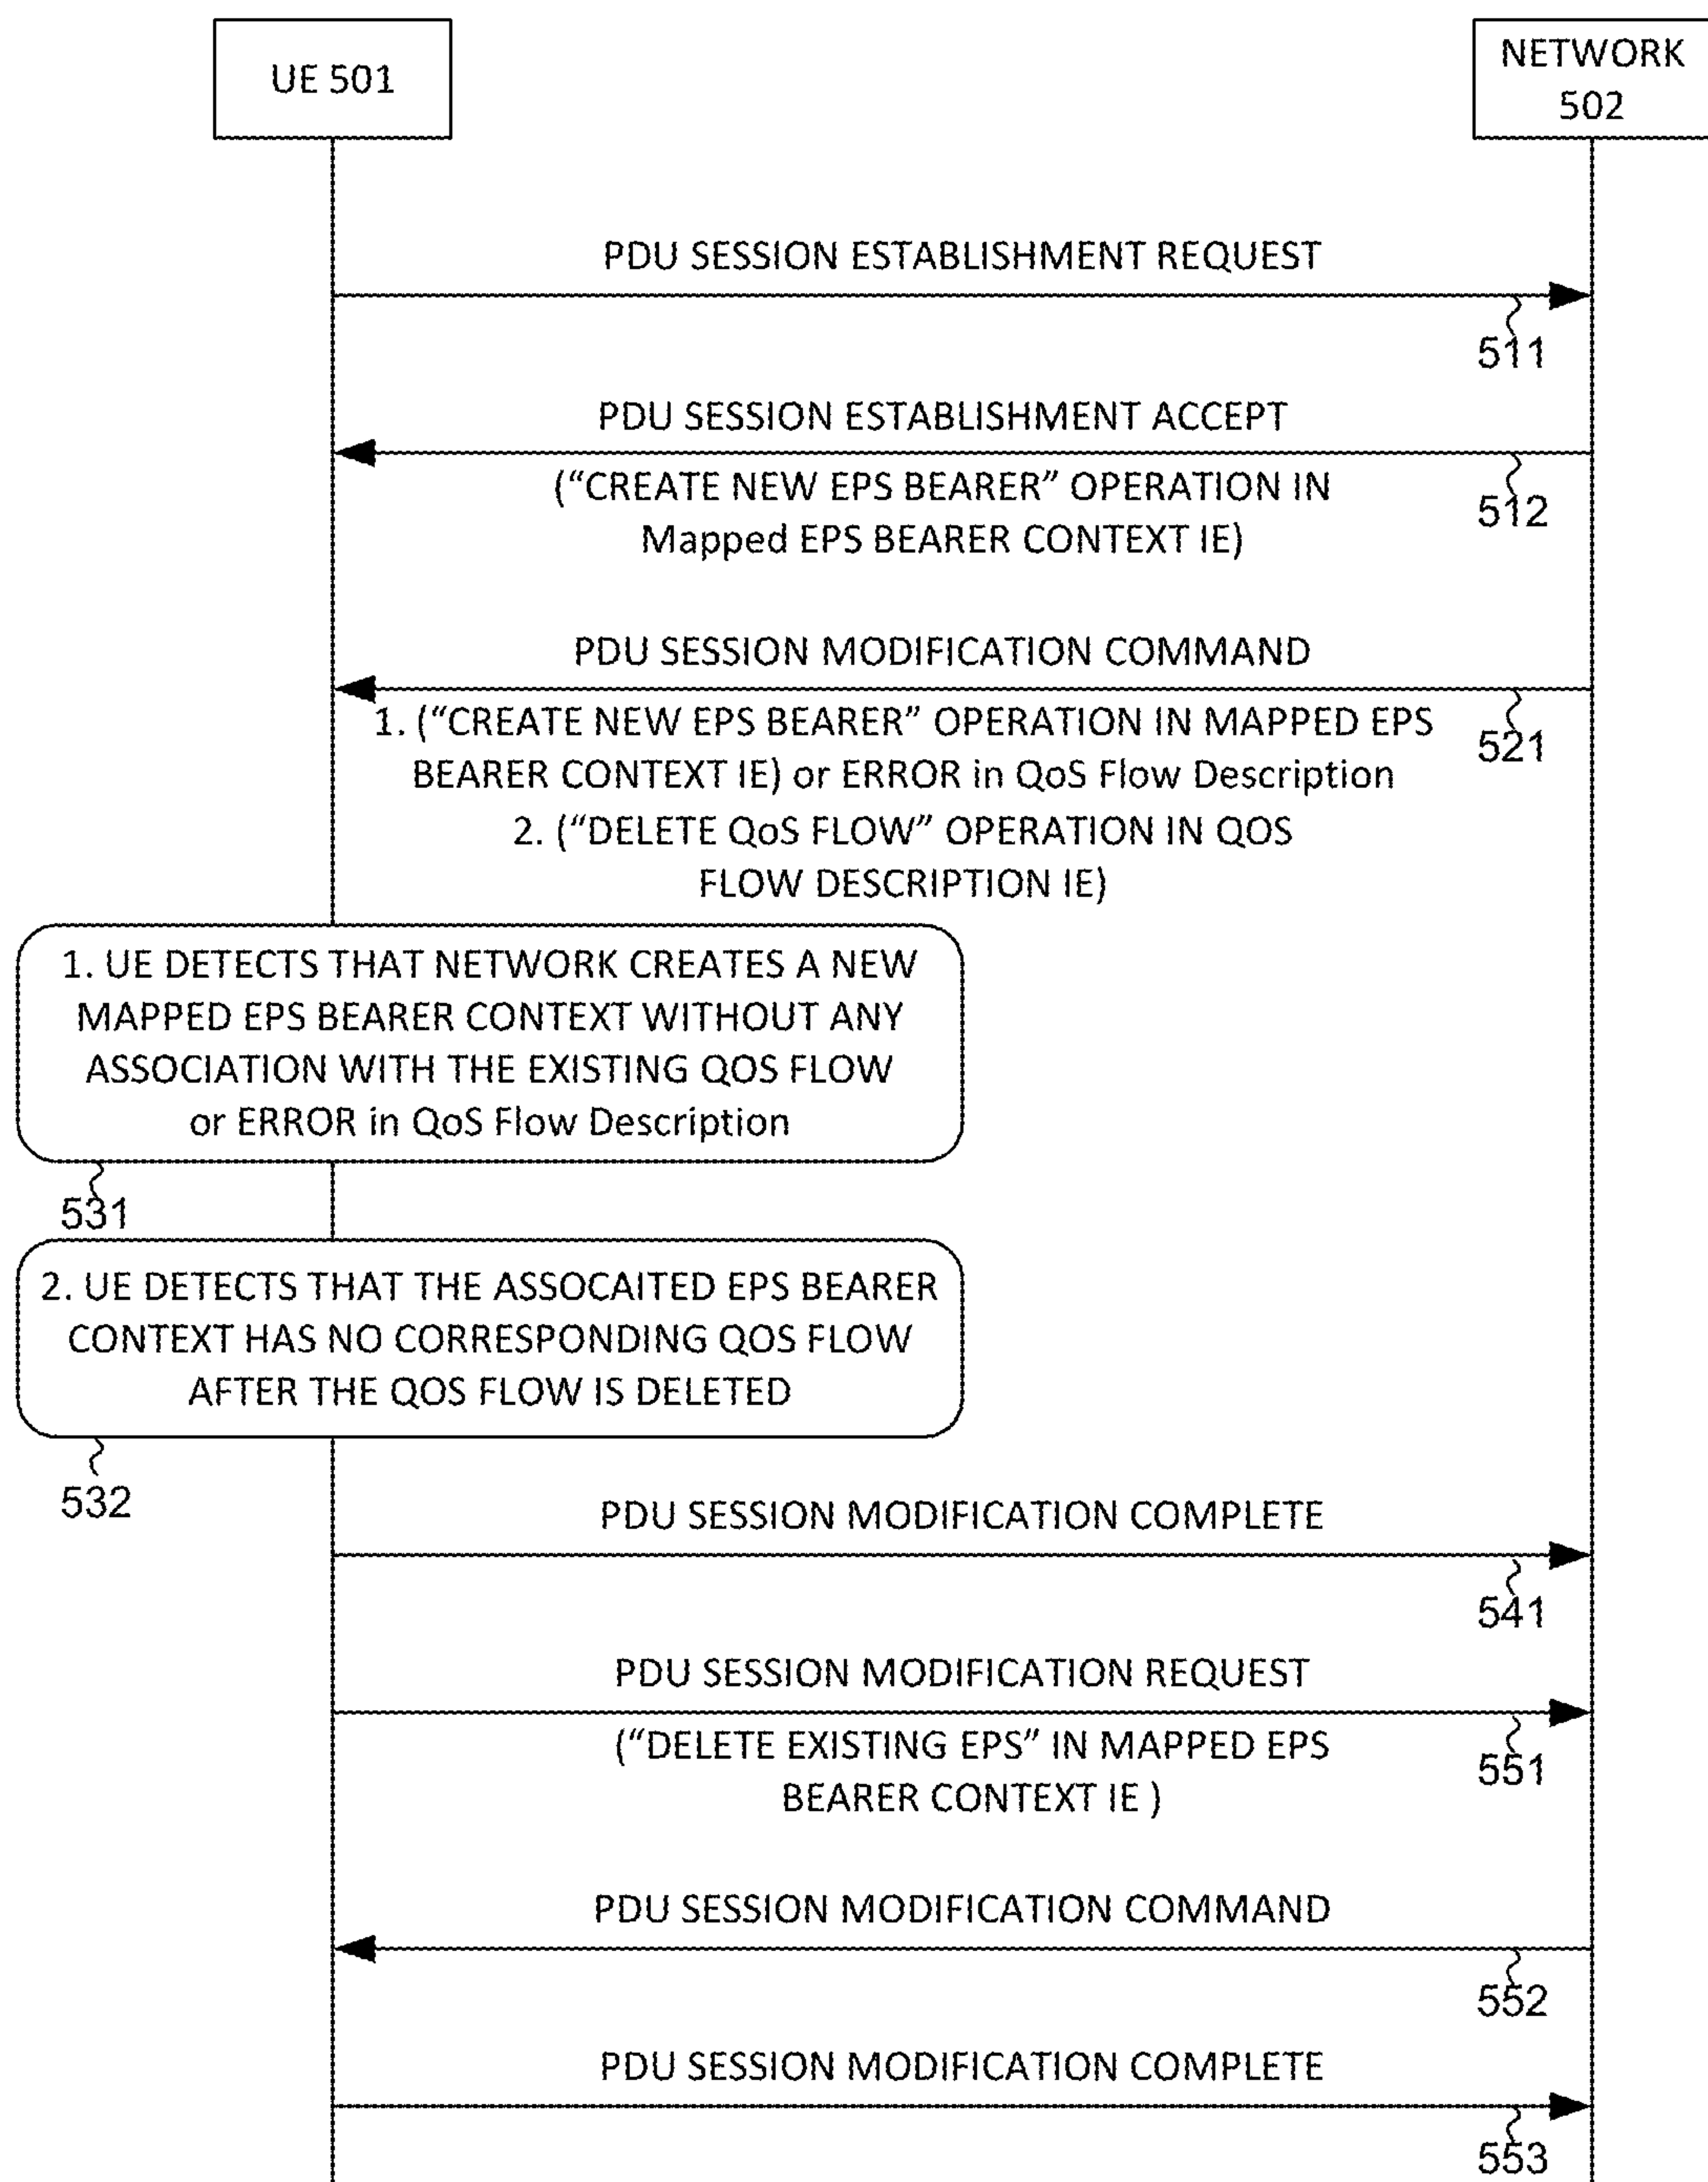 UE 501
NETWORK
502
PDU SESSION ESTABLISHMENT REQUEST
511
PDU SESSION ESTABLISHMENT ACCEPT
("CREATE NEW EPS BEARER" OPERATION IN
Mapped EPS BEARER CONTEXT IE)
512
PDU SESSION MODIFICATION COMMAND
1. ("CREATE NEW EPS BEARER" OPERATION IN MAPPED EPS
BEARER CONTEXT IE) or ERROR in QoS Flow Description
521
2. ("DELETE QoS FLOW" OPERATION IN QOS
FLOW DESCRIPTION IE)
1. UE DETECTS THAT NETWORK CREATES A NEW
MAPPED EPS BEARER CONTEXT WITHOUT ANY
ASSOCIATION WITH THE EXISTING QOS FLOW
or ERROR in QoS Flow Description
531
2. UE DETECTS THAT THE ASSOCAITED EPS BEARER
CONTEXT HAS NO CORRESPONDING QOS FLOW
AFTER THE QOS FLOW IS DELETED
532
PDU SESSION MODIFICATION COMPLETE
541
PDU SESSION MODIFICATION REQUEST
("DELETE EXISTING EPS" IN MAPPED EPS
BEARER CONTEXT IE )
551
PDU SESSION MODIFICATION COMMAND
552
PDU SESSION MODIFICATION COMPLETE
553